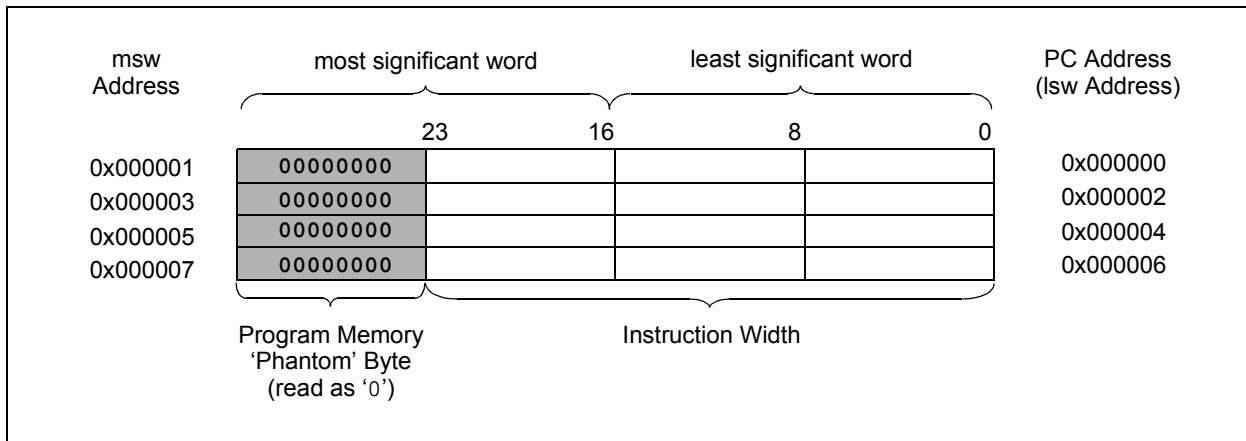 msw
Address
most significant word
least significant word
PC Address
(lsw Address)
23 16 8 0
0x000001 00000000 0x000000
0x000003 00000000 0x000002
0x000005 00000000 0x000004
0x000007 00000000 0x000006
Program Memory
‘Phantom’ Byte
(read as ‘0’)
Instruction Width